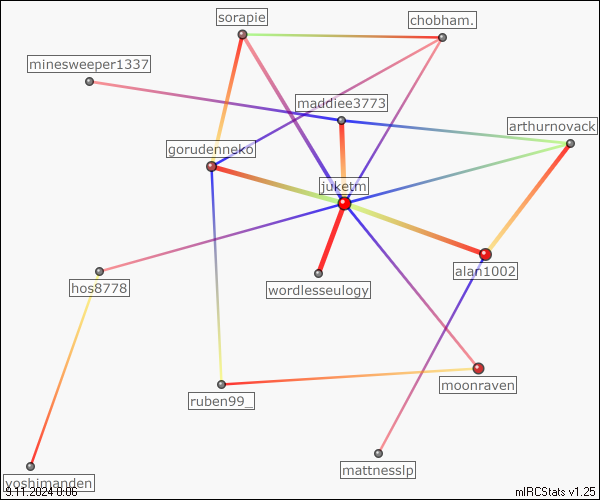 sorapie
chobham.
minesweeper1337
maddiee3773
arthurnovack
gorudenneko
juketm
alan1002
hos8778
wordlesseulogy
moonraven
ruben99_
mattnesslp
yoshimanden
9.11.2024 0:06
mIRCStats v1.25